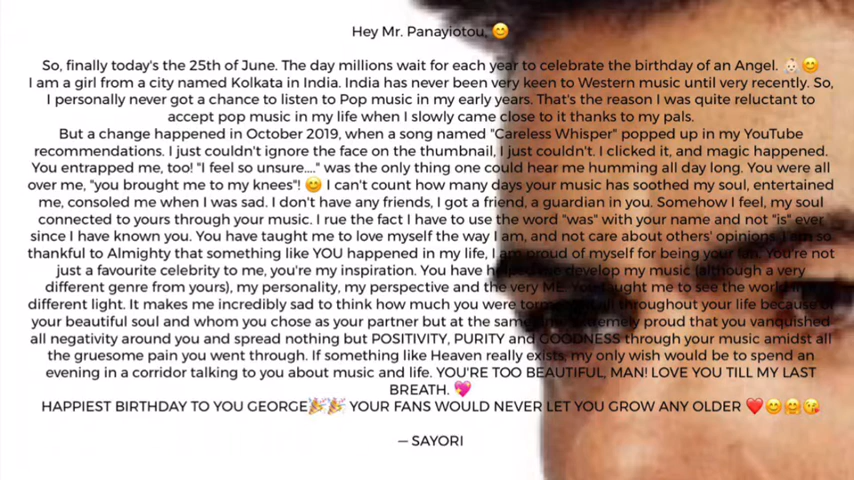 Hey Mr. Panayiotou, 😊
So, finally today's the 25th of June. The day millions wait for each year to celebrate the birthday of an Angel. 👼🏻😊
I am a girl from a city named Kolkata in India. India has never been very keen to Western music until very recently. So,
I personally never got a chance to listen to Pop music in my early years. That's the reason I was quite reluctant to
accept pop music in my life when I slowly came close to it thanks to my pals.
But a change happened in October 2019, when a song named "Careless Whisper" popped up in my YouTube
recommendations. I just couldn't ignore the face on the thumbnail, I just couldn't. I clicked it, and magic happened.
You entrapped me, too! "I feel so unsure...." was the only thing one could hear me humming all day long. You were all
over me, "you brought me to my knees"! 😊 I can't count how many days your music has soothed my soul, entertained
me, consoled me when I was sad. I don't have any friends, I got a friend, a guardian in you. Somehow I feel, my soul
connected to yours through your music. I rue the fact I have to use the word "was" with your name and not "is" ever
since I have known you. You have taught me to love myself the way I am, and not care about others' opinions. I am so
thankful to Almighty that something like YOU happened in my life, I am proud of myself for being your fan. You're not
just a favourite celebrity to me, you're my inspiration. You have helped me develop my music (although a very
different genre from yours), my personality, my perspective and the very ME. You taught me to see the world in a
different light. It makes me incredibly sad to think how much you were throughout your life because of
your beautiful soul and whom you chose as your partner but at the same extremely proud that you vanquished
all negativity around you and spread nothing but POSITIVITY, PURITY and GOODNESS through your music amidst all
the gruesome pain you went through. If something like Heaven really exists, my only wish would be to spend an
evening in a corridor talking to you about music and life. YOU'RE TOO BEAUTIFUL, MAN! LOVE YOU TILL MY LAST
BREATH. 💖
HAPPIEST BIRTHDAY TO YOU GEORGE🎉🎉 YOUR FANS WOULD NEVER LET YOU GROW ANY OLDER ❤️😊🤗😘
— SAYORI